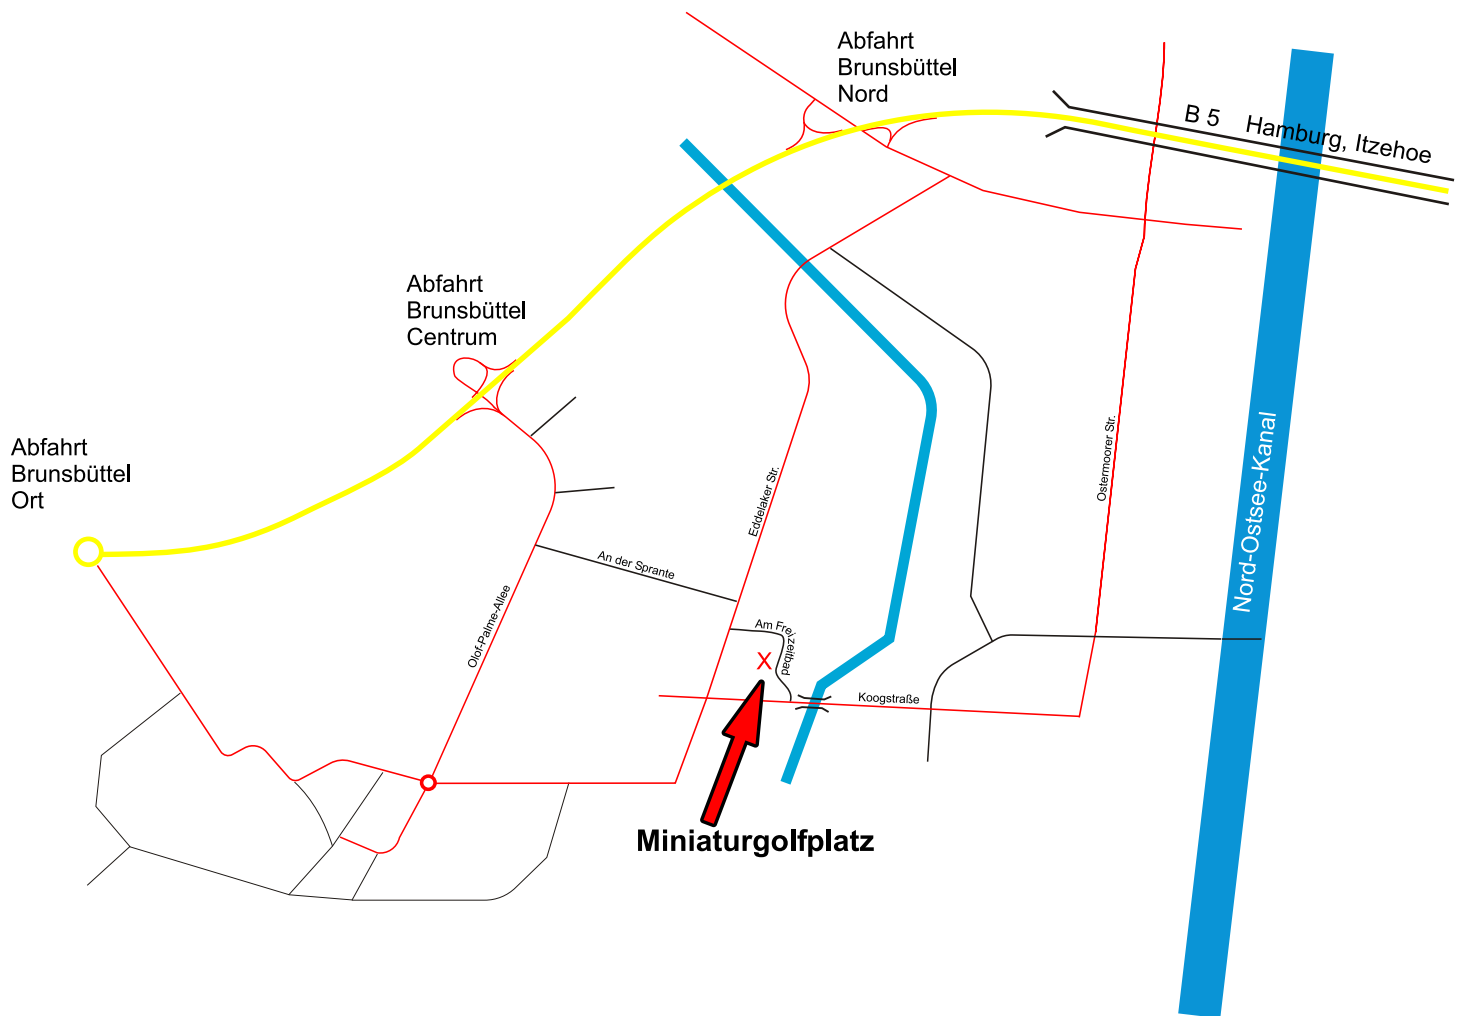 Abfahrt
Brunsbüttel
Nord
B 5 Hamburg, Itzehoe
Abfahrt
Brunsbüttel
Centrum
Abfahrt
Brunsbüttel
Ort
Nord-Ostsee-Kanal
Ostermoorer Str.
Eddelaker Str.
An der Sprante
Olof-Palme-Allee
Am Freizeitbad
X
Koogstraße
Miniaturgolfplatz